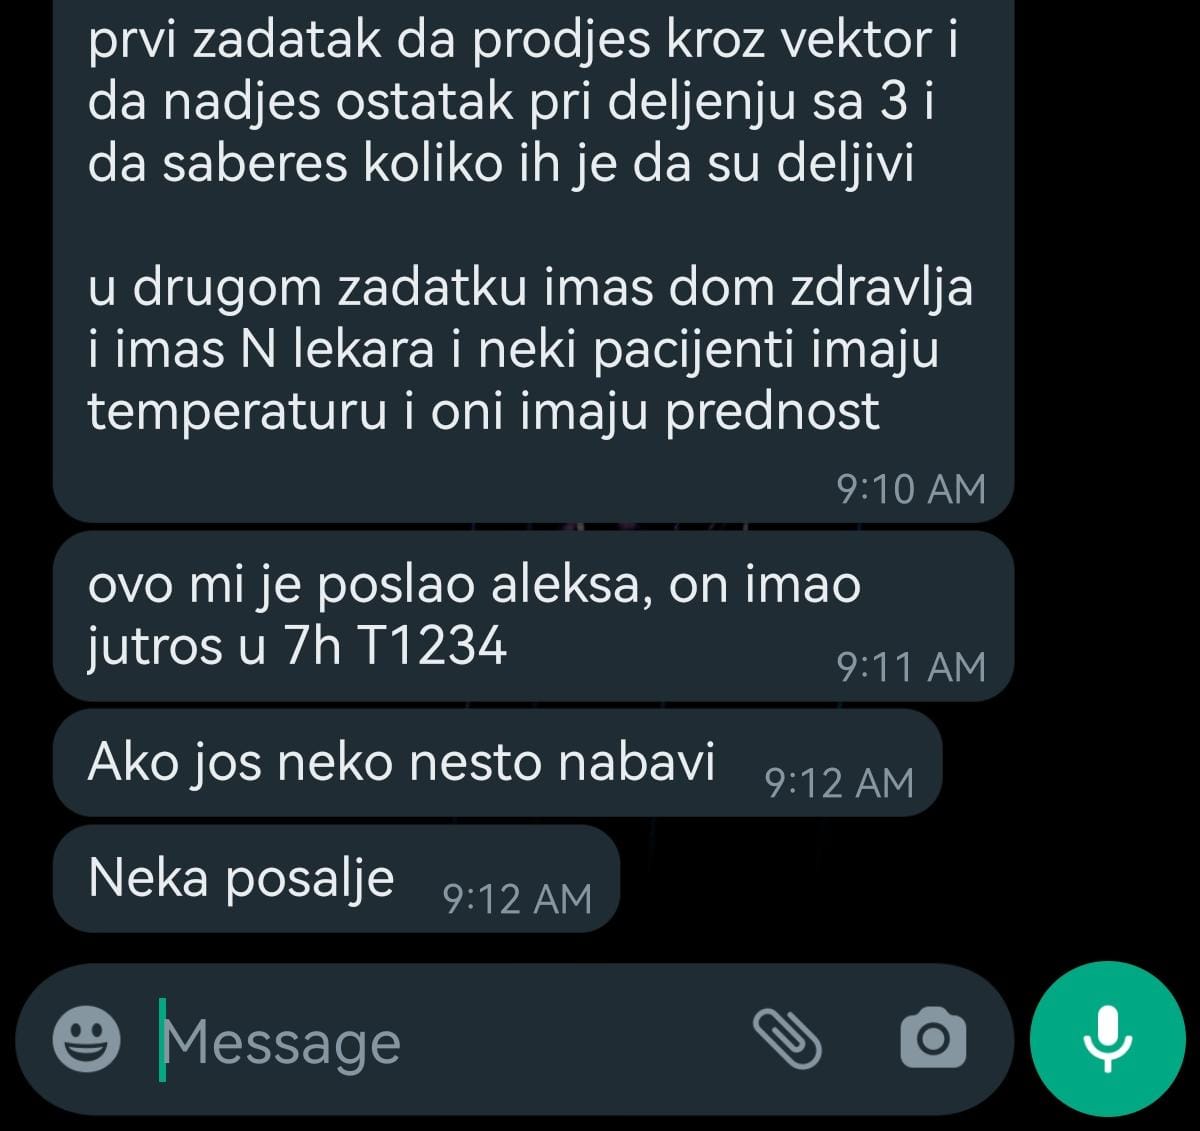 prvi zadatak da prodjes kroz vektor i
da nadjes ostatak pri deljenju sa 3 i
da saberes koliko ih je da su deljivi
u drugom zadatku imas dom zdravlja
i imas N lekara i neki pacijenti imaju
temperaturu i oni imaju prednost
9:10 AM
ovo mi je poslao aleksa, on imao
jutros u 7h T1234
9:11 AM
Ako jos neko nesto nabavi
9:12 AM
Neka posalje
9:12 AM
Message